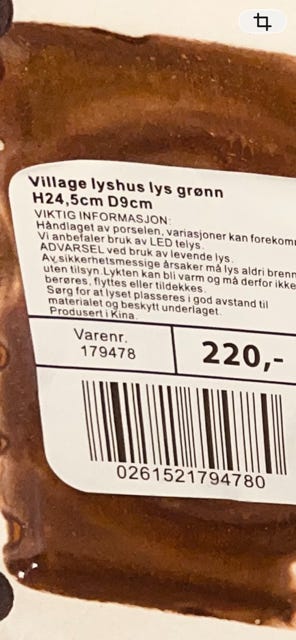 Village lyshus lys grønn
H24,5cm D9cm
VIKTIG INFORMASJON:
Håndlaget av porselen, variasjoner kan forekomm
Vi anbefaler bruk av LED telys.
ADVARSEL ved bruk av levende lys.
Av sikkerhetsmessige årsaker må lys aldri brenn
uten tilsyn. Lykten kan bli varm og må derfor ikke
berøres, flyttes eller tildekkes.
Sørg for at lyset plasseres i god avstand til
materialet og beskytt underlaget.
Produsert i Kina.
Varenr.
179478
220,-
0261521794780